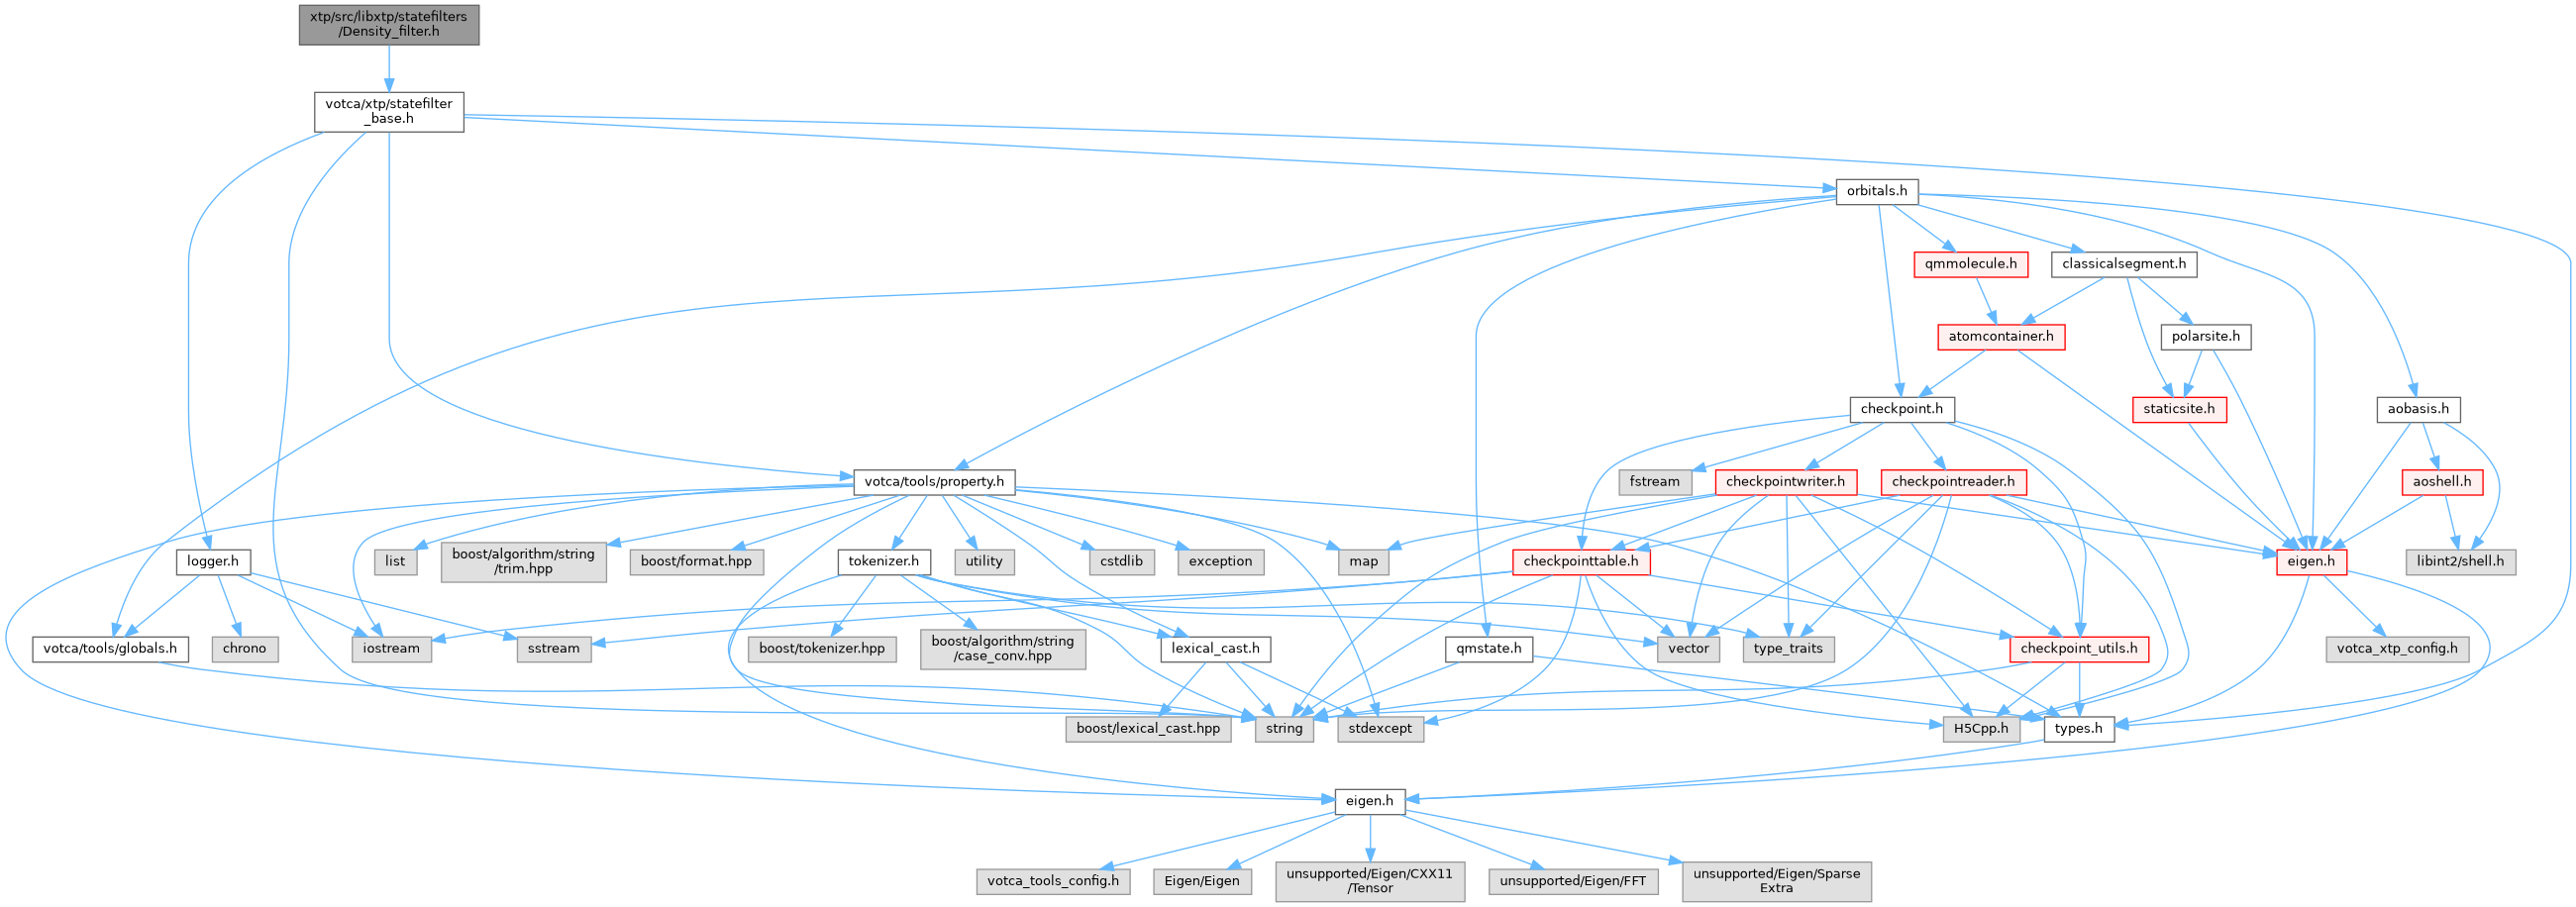 xtp/src/libxtp/statefilters
/Density_filter.h
votca/xtp/statefilter
_base.h
orbitals.h
qmmolecule.h
classicalsegment.h
atomcontainer.h
polarsite.h
checkpoint.h
staticsite.h
aobasis.h
votca/tools/property.h
fstream
checkpointwriter.h
checkpointreader.h
aoshell.h
logger.h
list
boost/algorithm/string
/trim.hpp
boost/format.hpp
tokenizer.h
utility
cstdlib
exception
map
checkpointtable.h
eigen.h
libint2/shell.h
votca/tools/globals.h
chrono
iostream
sstream
boost/tokenizer.hpp
boost/algorithm/string
/case_conv.hpp
lexical_cast.h
qmstate.h
vector
type_traits
checkpoint_utils.h
votca_xtp_config.h
boost/lexical_cast.hpp
string
stdexcept
H5Cpp.h
types.h
eigen.h
votca_tools_config.h
Eigen/Eigen
unsupported/Eigen/CXX11
/Tensor
unsupported/Eigen/FFT
unsupported/Eigen/Sparse
Extra